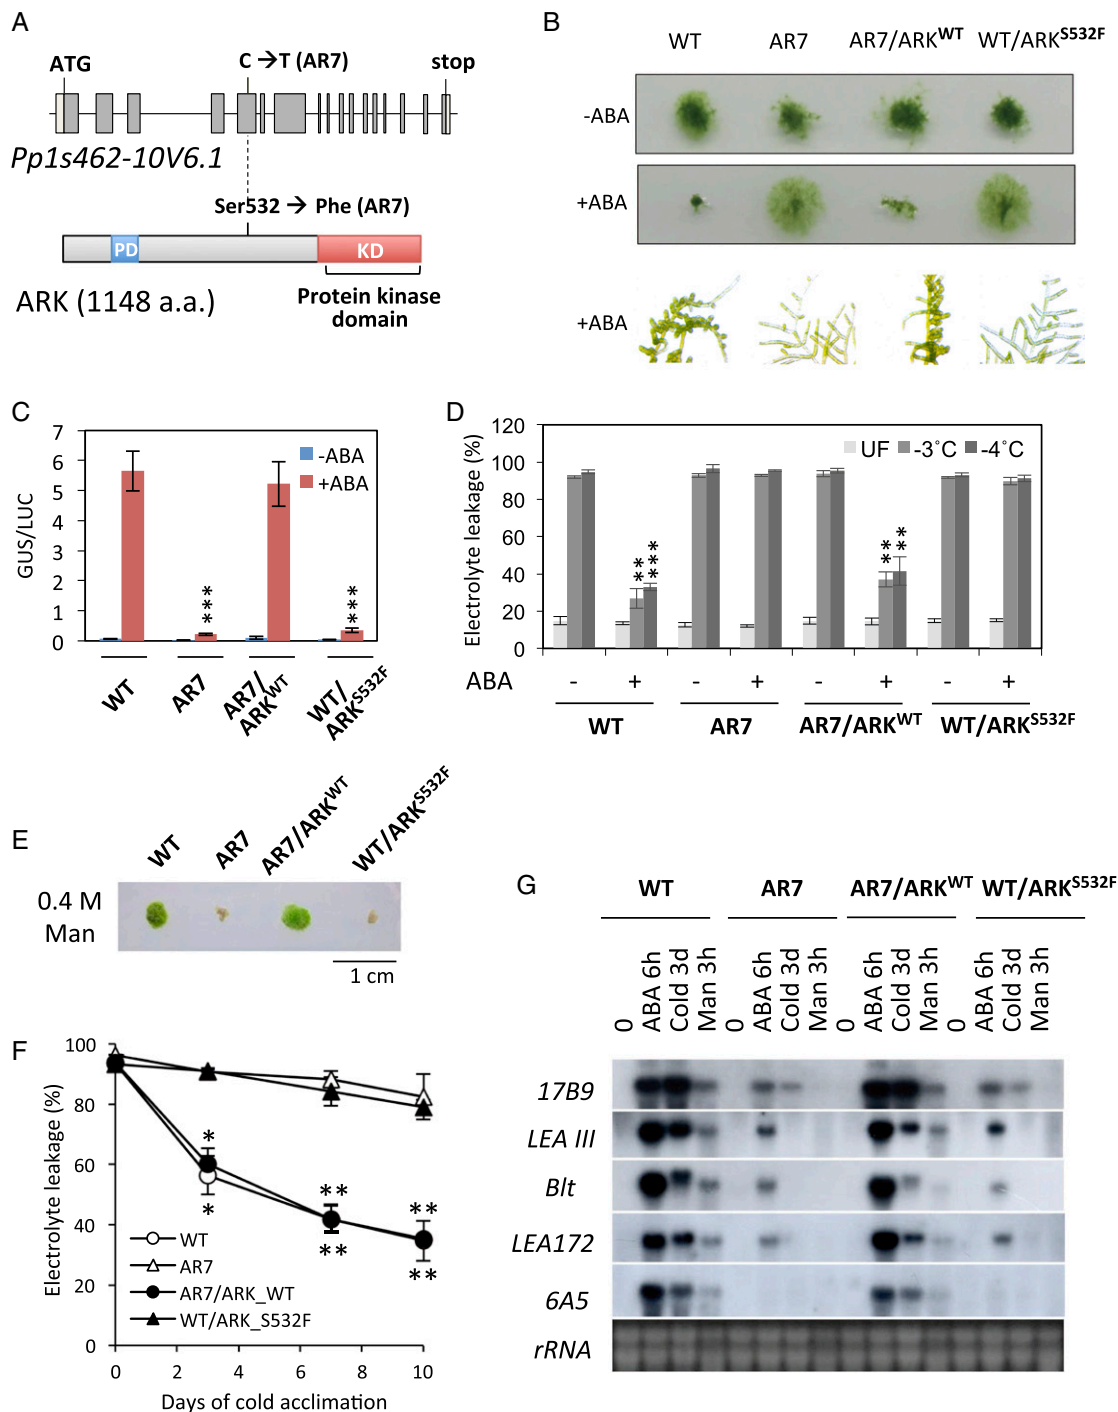 A
ATG
C → T (AR7)
stop
Pp1s462-10V6.1
Ser532 → Phe (AR7)
PD
KD
ARK (1148 a.a.)
Protein kinase
domain
B
WT AR7 AR7/ARKWT WT/ARKS532F
-ABA
+ABA
+ABA
C
GUS/LUC
7
6
5
4
3
2
1
0
-ABA
+ABA
***
***
WT
AR7
AR7/
ARKWT
WT/
ARKS532F
D
Electrolyte leakage (%)
120
100
80
60
40
20
0
UF -3˚C -4˚C
** *** ** **
ABA - + - + - + - +
WT AR7 AR7/ARKWT WT/ARKS532F
E
WT AR7 AR7/ARKWT WT/ARKS532F
0.4 M
Man
1 cm
F
Electrolyte leakage (%)
100
80
60
40
20
0
*
*
**
**
**
**
WT
AR7
AR7/ARK_WT
WT/ARK_S532F
0 2 4 6 8 10
Days of cold acclimation
G
WT AR7 AR7/ARKWT WT/ARKS532F
0 ABA 6h Cold 3d Man 3h 0 ABA 6h Cold 3d Man 3h 0 ABA 6h Cold 3d Man 3h 0 ABA 6h Cold 3d Man 3h
17B9
LEA III
Blt
LEA172
6A5
rRNA